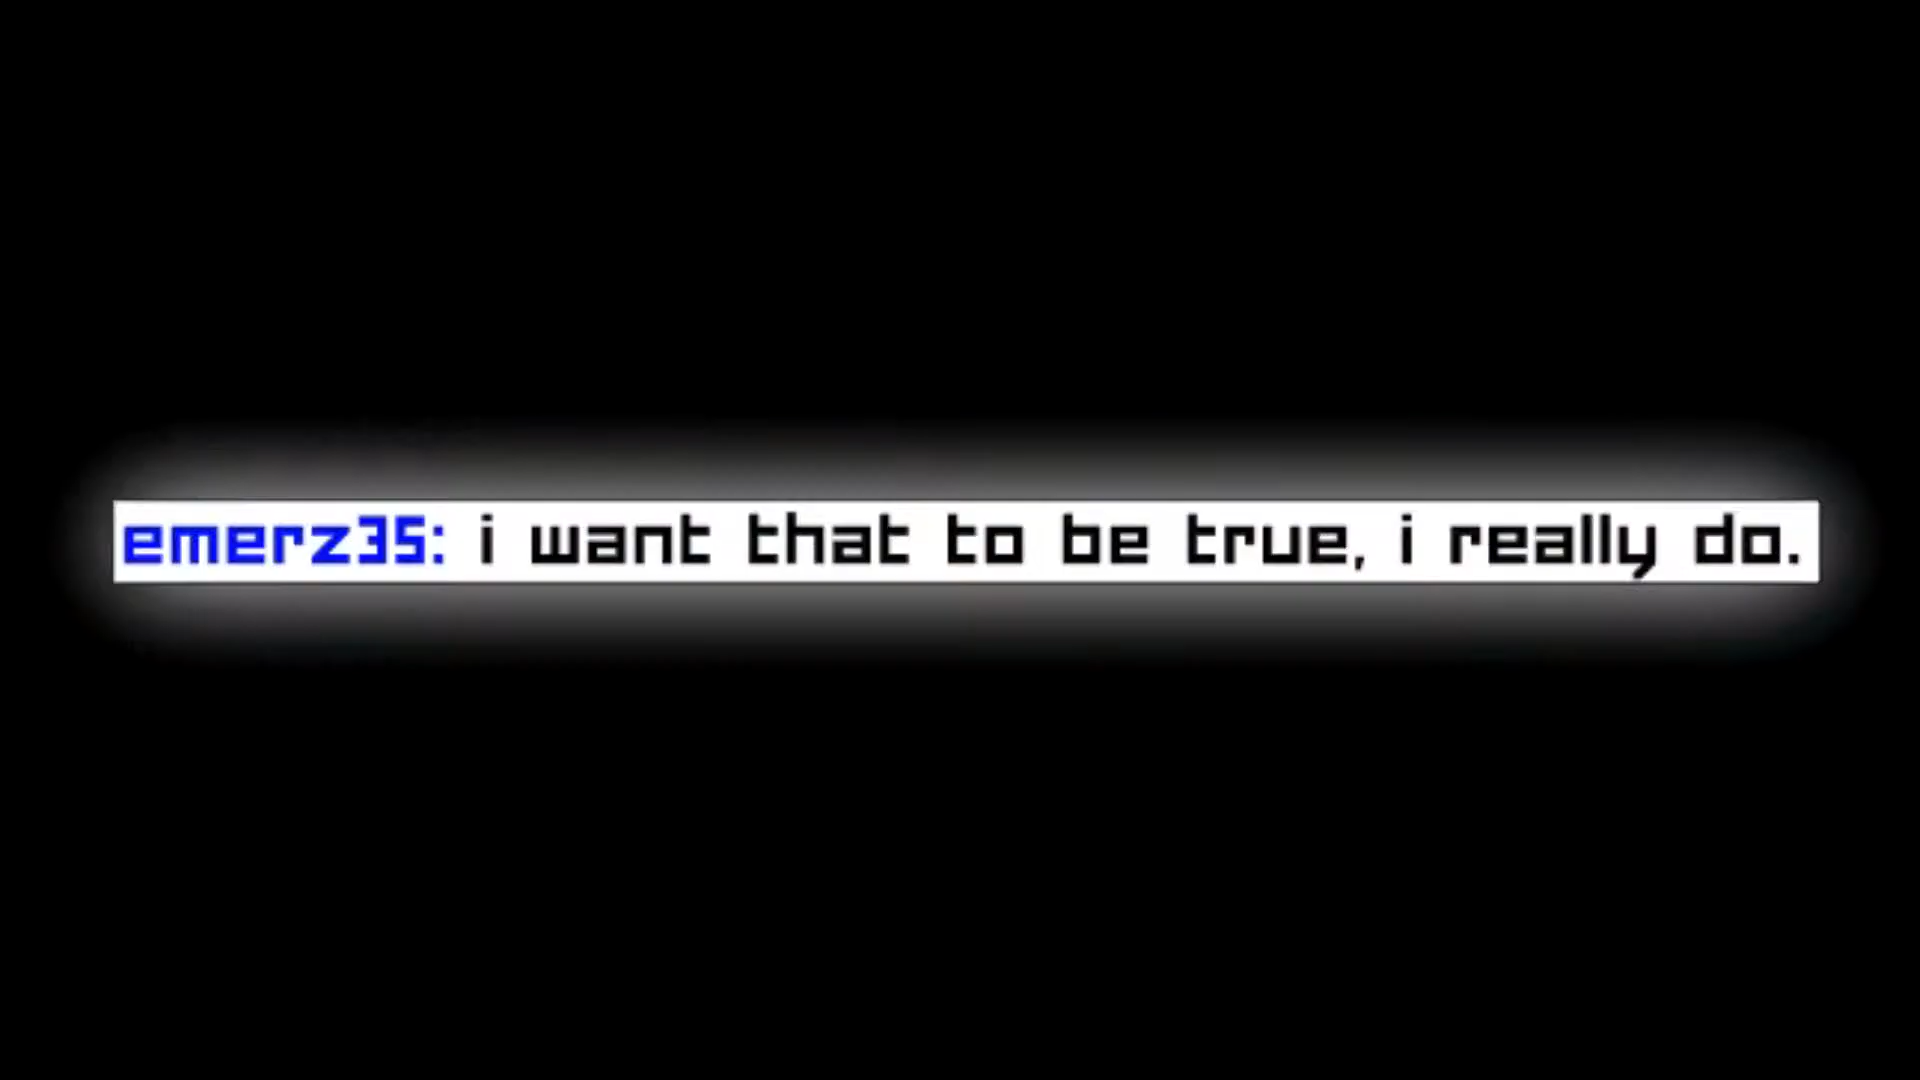 emerz35: i want that to be true, i really do.